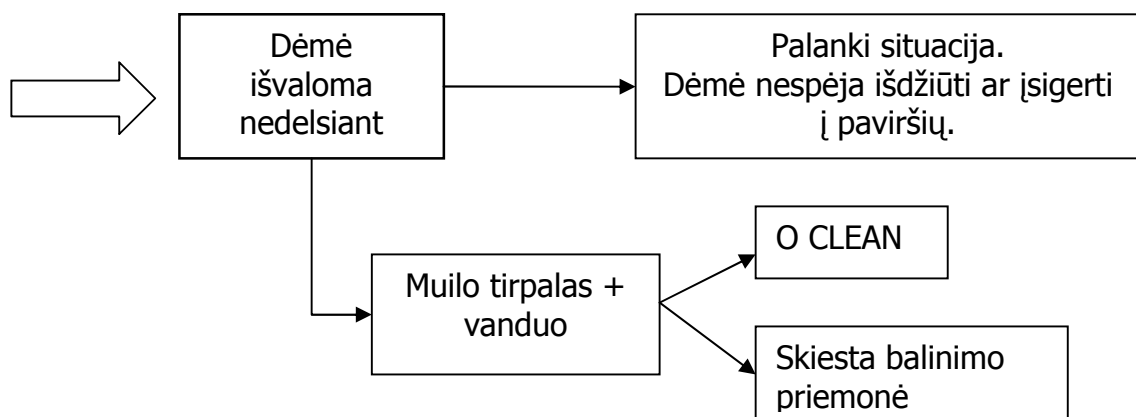 Dėmė
išvaloma
nedelsiant
Palanki situacija.
Dėmė nespėja išdžiūti ar įsigerti
į paviršių.
O CLEAN
Muilo tirpalas +
vanduo
Skiesta balinimo
priemonė